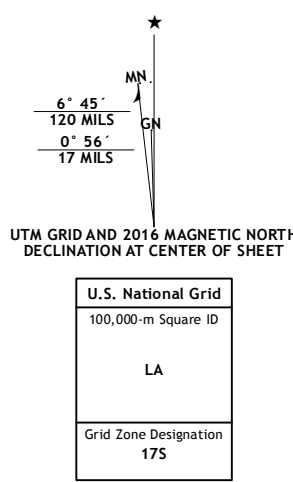 MN
GN
6° 45´
120 MILS
0° 56´
17 MILS
UTM GRID AND 2016 MAGNETIC NORTH
DECLINATION AT CENTER OF SHEET
U.S. National Grid
100,000-m Square ID
LA
Grid Zone Designation
17S